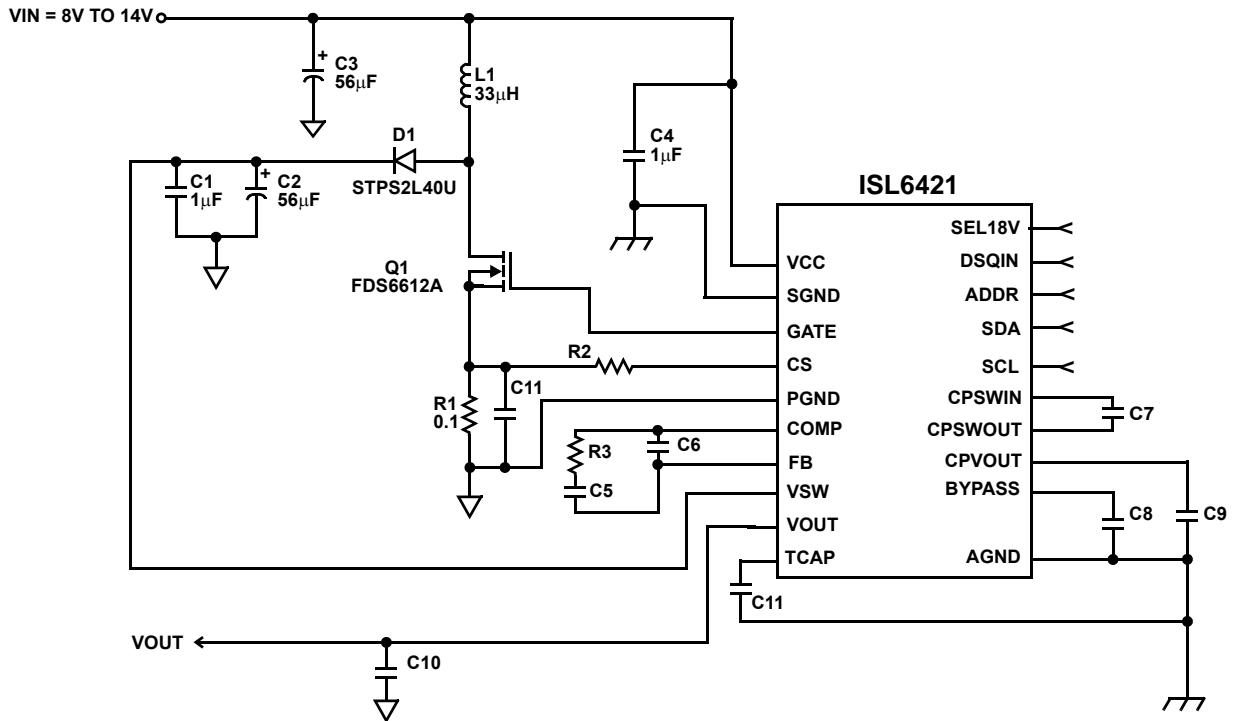 VIN = 8V TO 14V
C3
56µF
L1
33µH
D1
STPS2L40U
C1
1µF
C2
56µF
+
+
C4
1µF
ISL6421
Q1
FDS6612A
VCC
SGND
GATE
CS
PGND
COMP
FB
VSW
VOUT
TCAP
SEL18V
DSQIN
ADDR
SDA
SCL
CPSWIN
CPSWOUT
CPVOUT
BYPASS
AGND
R2
C11
R1
0.1
R3
C6
C5
C7
C8
C9
C11
VOUT
C10